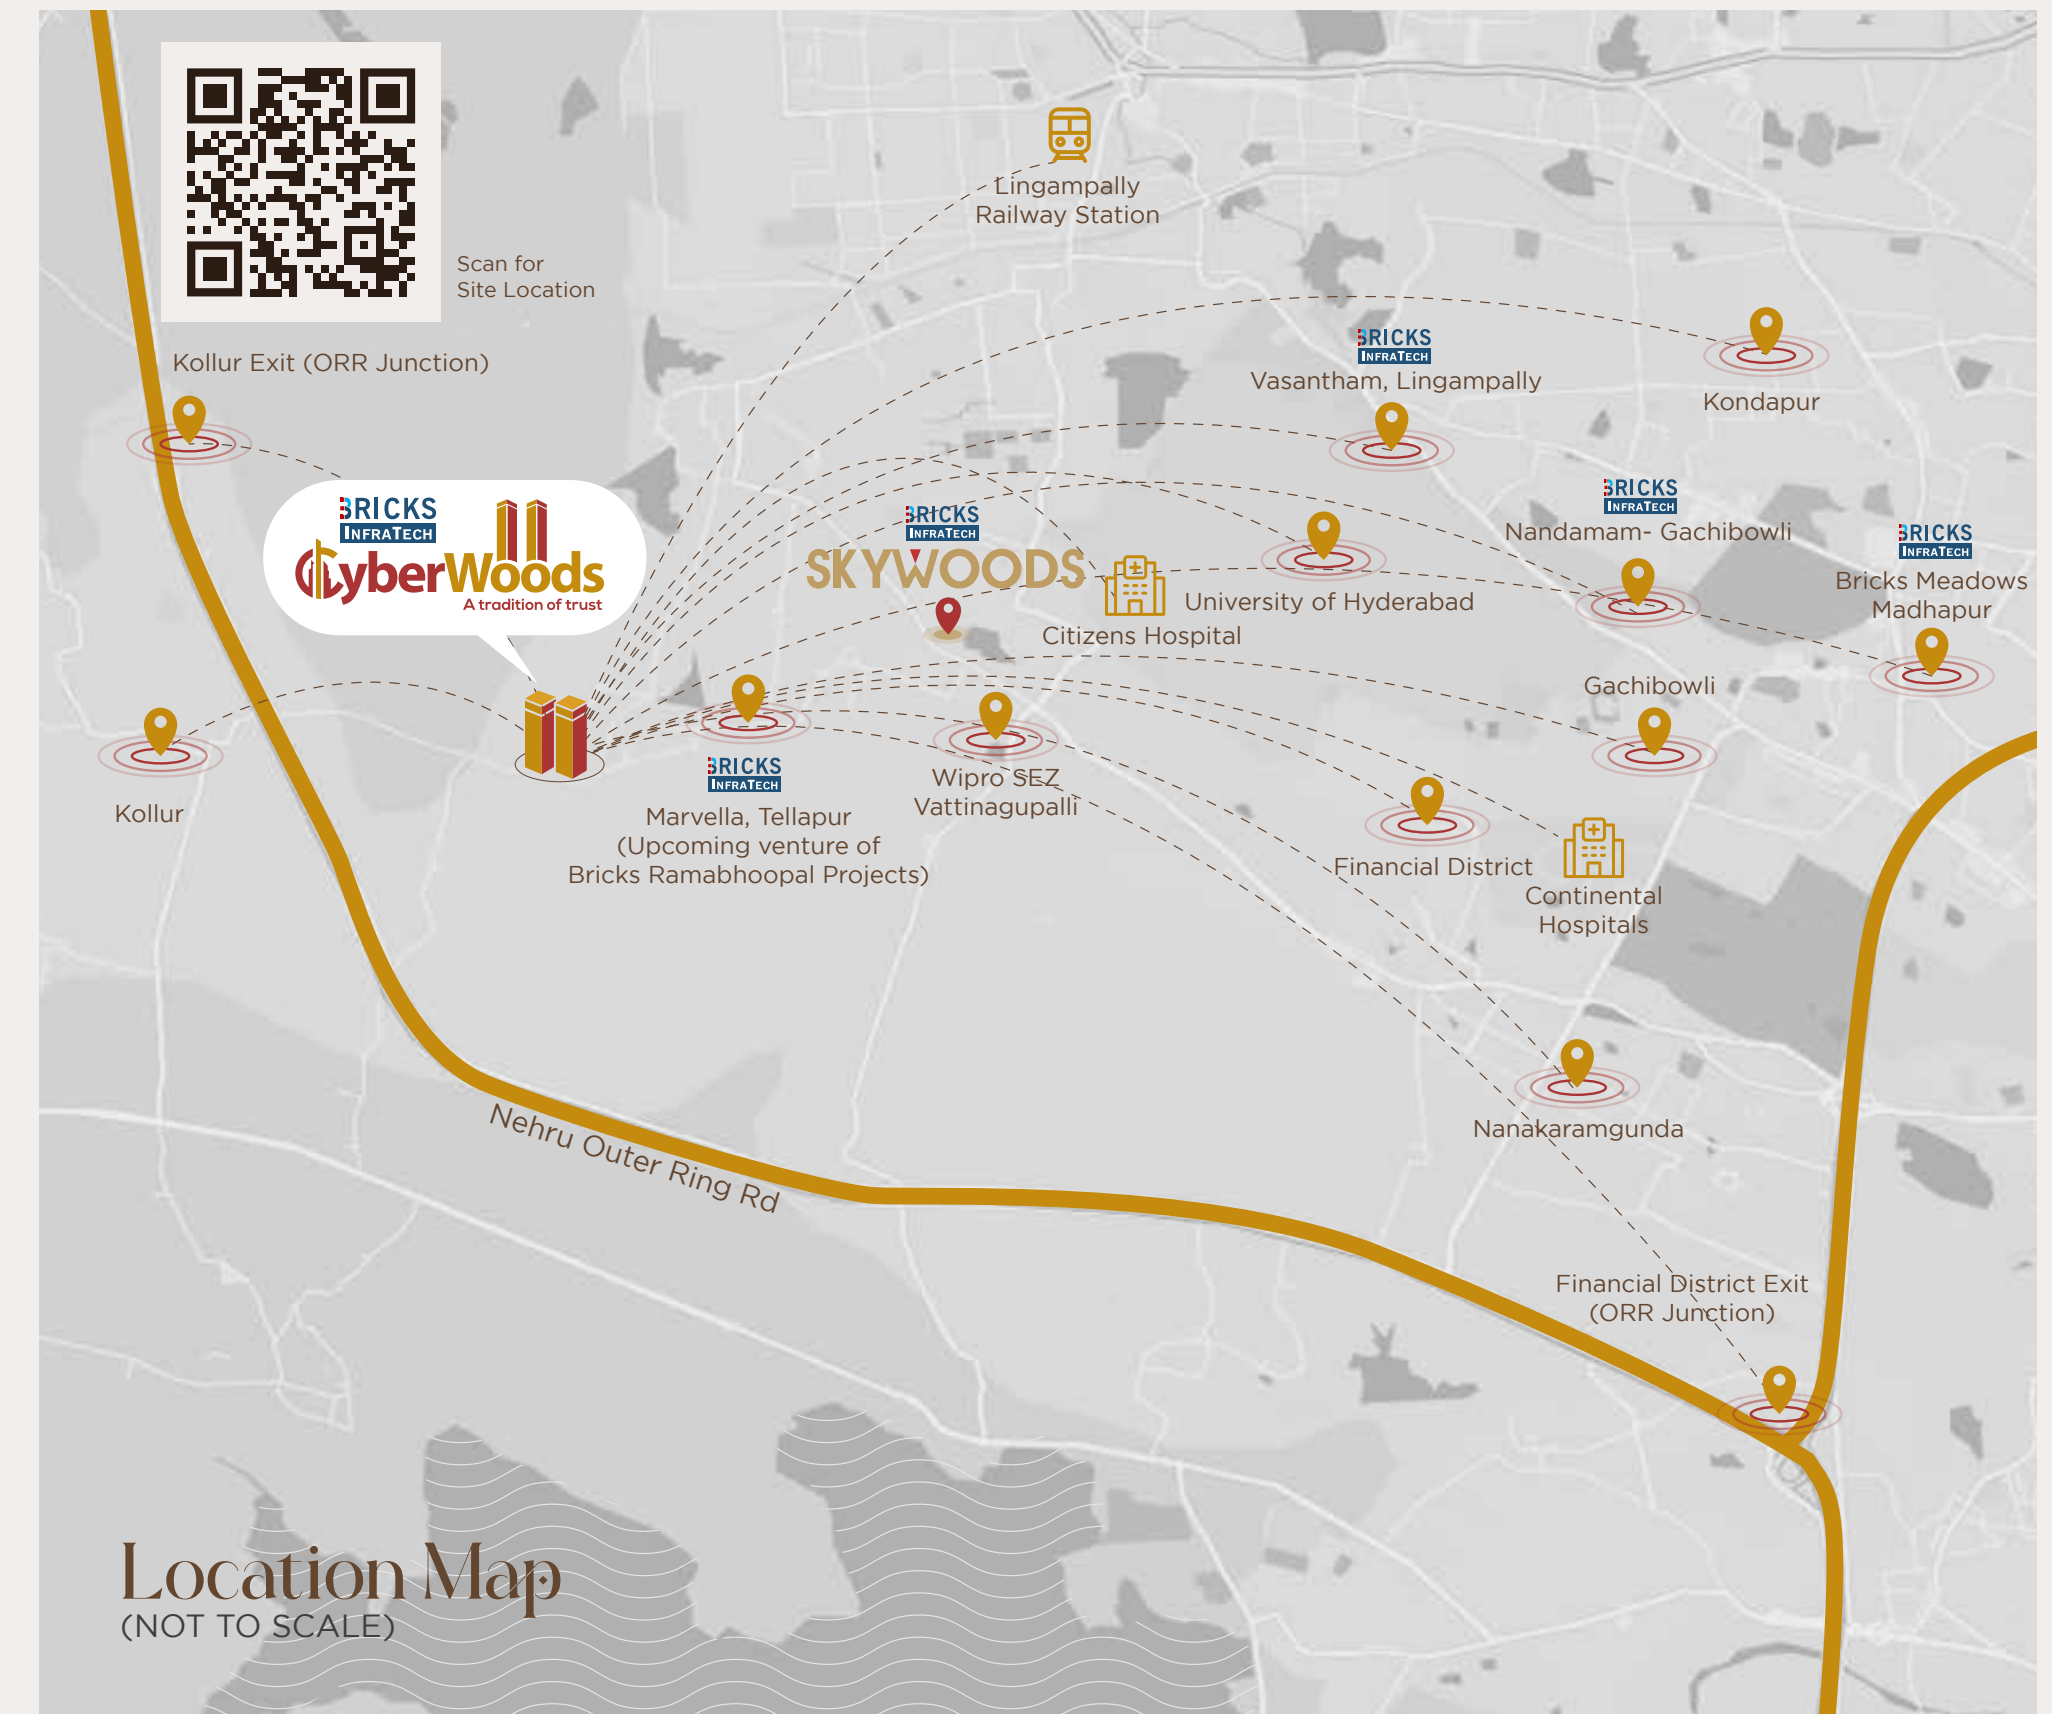 Scan for
Site Location
Lingampally
Railway Station
Kollur Exit (ORR Junction)
BRICKS
INFRATECH
Vasantham, Lingampally
Kondapur
BRICKS
INFRATECH
CyberWoods
A tradition of trust
BRICKS
INFRATECH
SKYWOODS
BRICKS
INFRATECH
Nandamam- Gachibowli
BRICKS
INFRATECH
Bricks Meadows
Madhapur
University of Hyderabad
Citizens Hospital
Gachibowli
Kollur
BRICKS
INFRATECH
Marvella, Tellapur
(Upcoming venture of
Bricks Ramabhoopal Projects)
Wipro SEZ
Vattinagupalli
Financial District
Continental
Hospitals
Nanakaramgunda
Nehru Outer Ring Rd
Financial District Exit
(ORR Junction)
Location Map
(NOT TO SCALE)